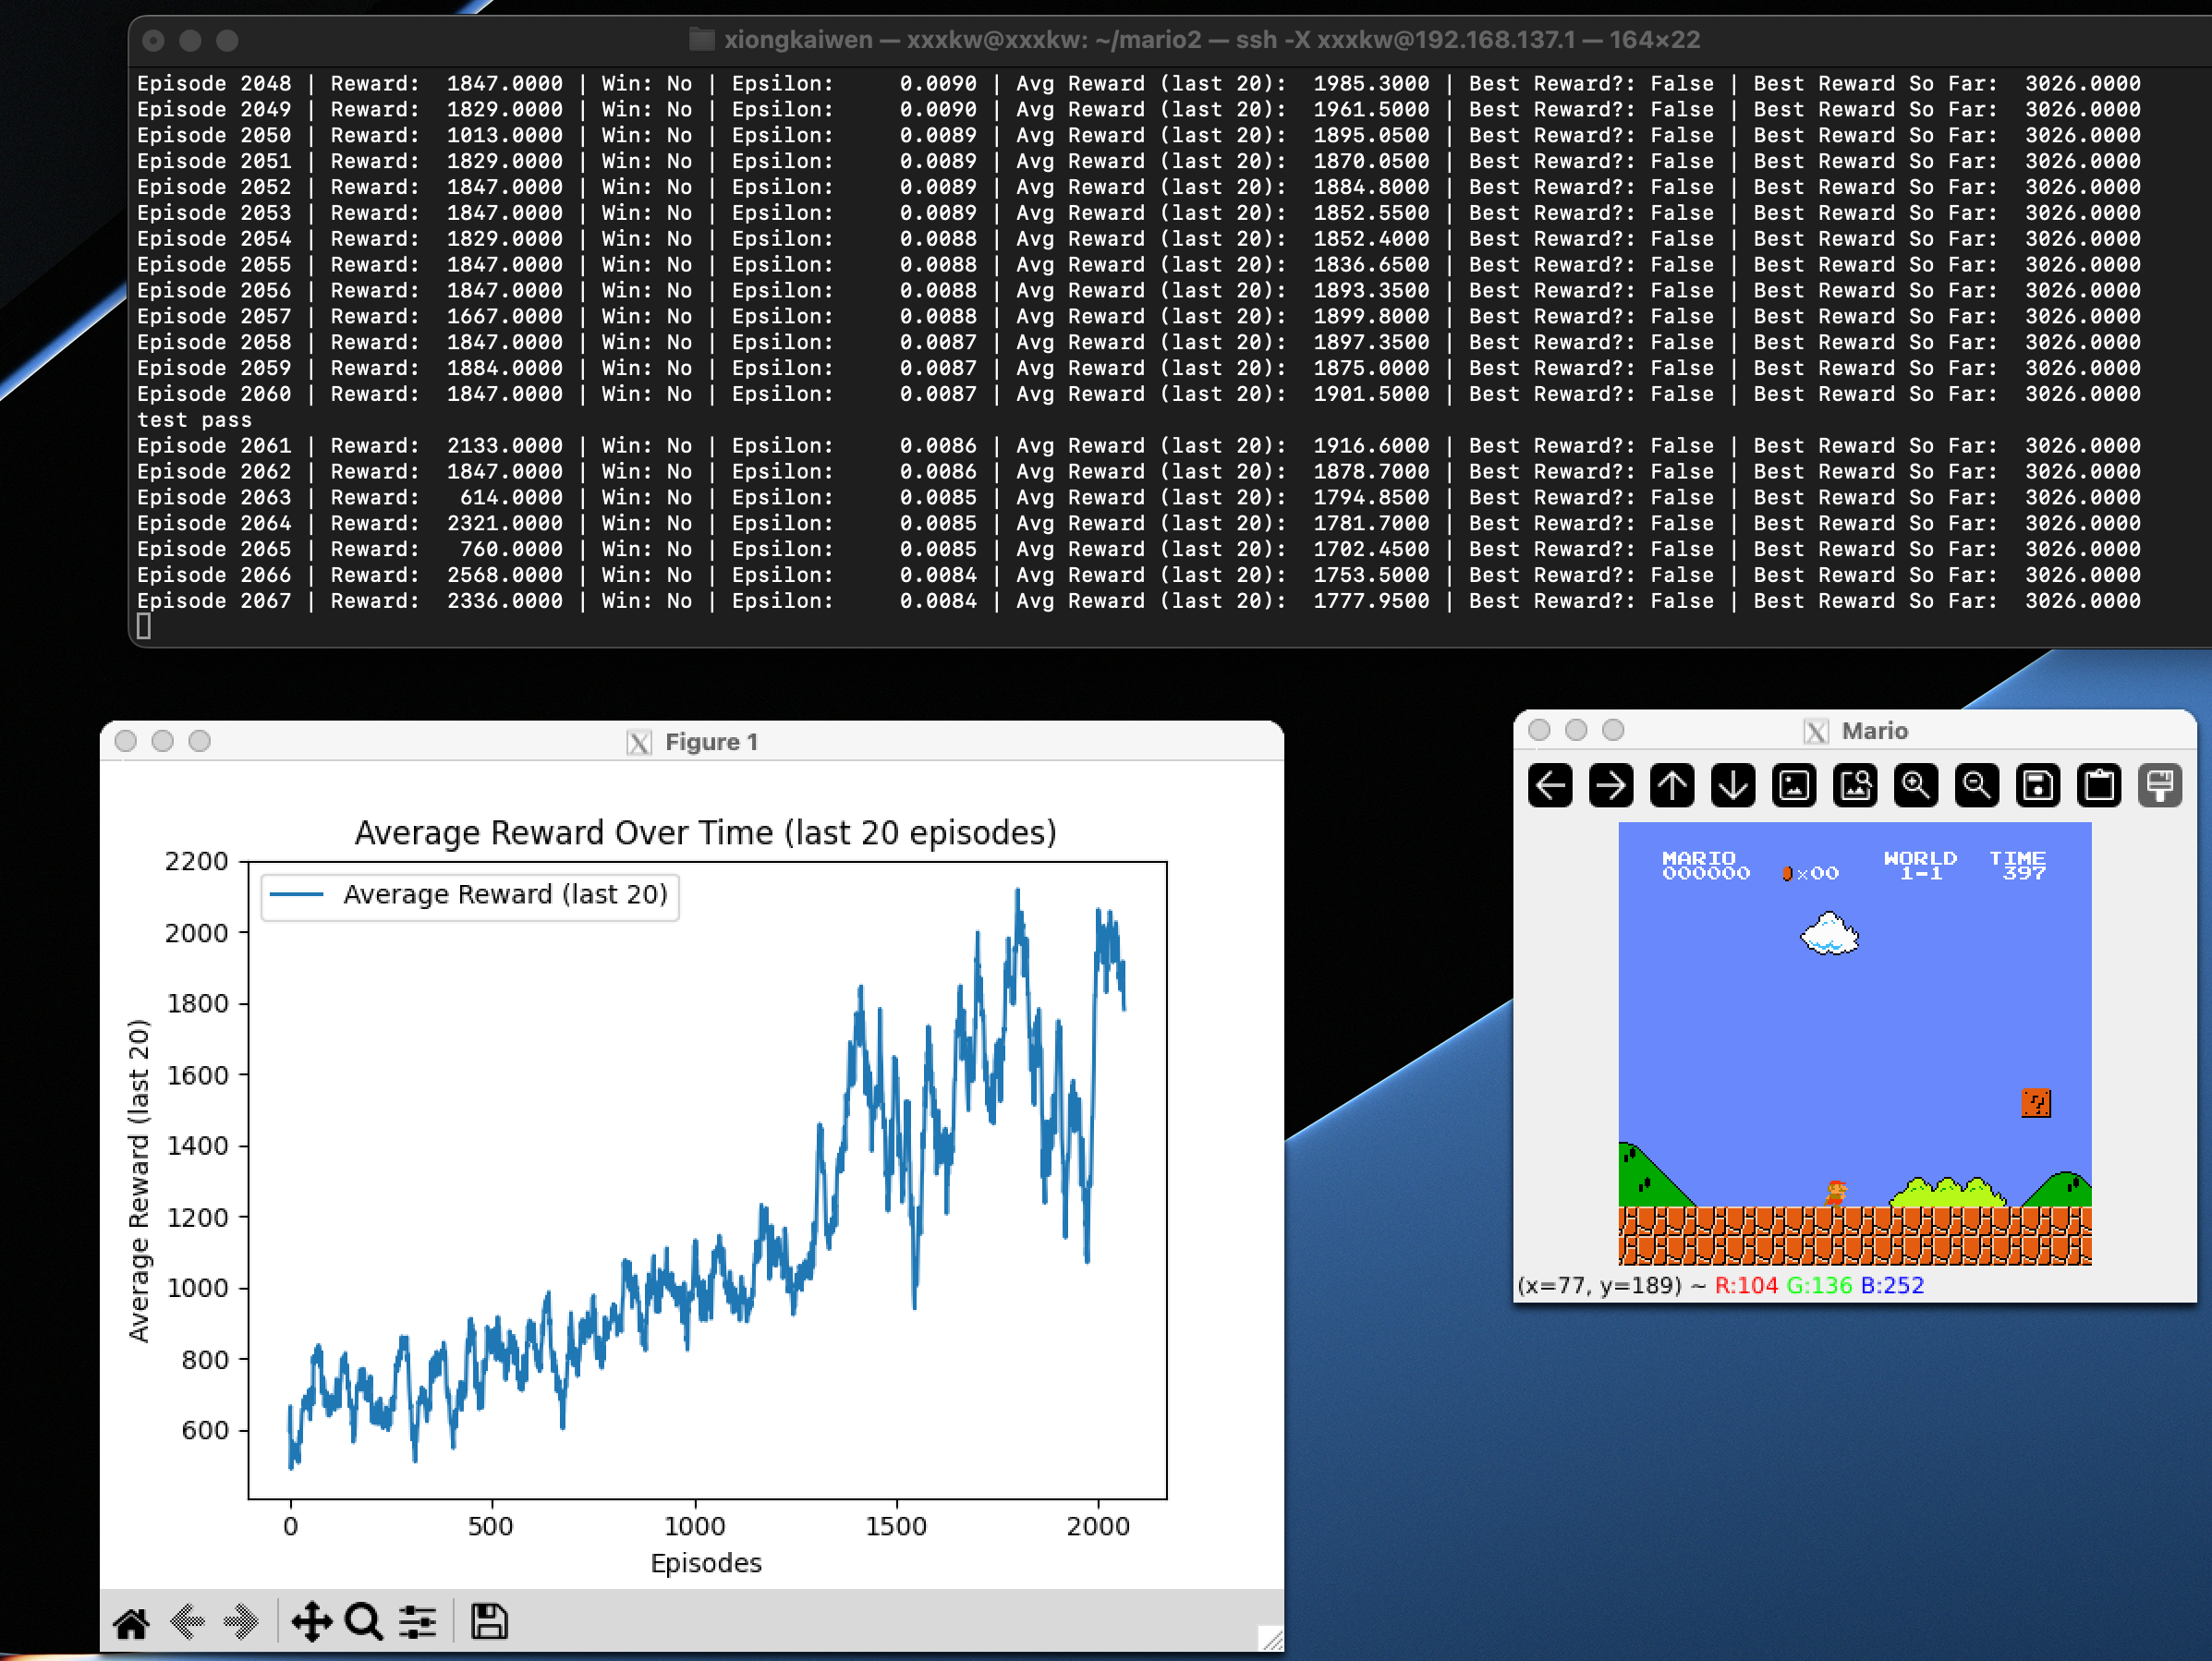 xiongkaiwen — xxxkw@xxxkw: ~/mario2 — ssh -X xxxkw@192.168.137.1 — 164×22
Episode 2048 | Reward:  1847.0000 | Win: No | Epsilon:     0.0090 | Avg Reward (last 20):  1985.3000 | Best Reward?: False | Best Reward So Far:  3026.0000
Episode 2049 | Reward:  1829.0000 | Win: No | Epsilon:     0.0090 | Avg Reward (last 20):  1961.5000 | Best Reward?: False | Best Reward So Far:  3026.0000
Episode 2050 | Reward:  1013.0000 | Win: No | Epsilon:     0.0089 | Avg Reward (last 20):  1895.0500 | Best Reward?: False | Best Reward So Far:  3026.0000
Episode 2051 | Reward:  1829.0000 | Win: No | Epsilon:     0.0089 | Avg Reward (last 20):  1870.0500 | Best Reward?: False | Best Reward So Far:  3026.0000
Episode 2052 | Reward:  1847.0000 | Win: No | Epsilon:     0.0089 | Avg Reward (last 20):  1884.8000 | Best Reward?: False | Best Reward So Far:  3026.0000
Episode 2053 | Reward:  1847.0000 | Win: No | Epsilon:     0.0089 | Avg Reward (last 20):  1852.5500 | Best Reward?: False | Best Reward So Far:  3026.0000
Episode 2054 | Reward:  1829.0000 | Win: No | Epsilon:     0.0088 | Avg Reward (last 20):  1852.4000 | Best Reward?: False | Best Reward So Far:  3026.0000
Episode 2055 | Reward:  1847.0000 | Win: No | Epsilon:     0.0088 | Avg Reward (last 20):  1836.6500 | Best Reward?: False | Best Reward So Far:  3026.0000
Episode 2056 | Reward:  1847.0000 | Win: No | Epsilon:     0.0088 | Avg Reward (last 20):  1893.3500 | Best Reward?: False | Best Reward So Far:  3026.0000
Episode 2057 | Reward:  1667.0000 | Win: No | Epsilon:     0.0088 | Avg Reward (last 20):  1899.8000 | Best Reward?: False | Best Reward So Far:  3026.0000
Episode 2058 | Reward:  1847.0000 | Win: No | Epsilon:     0.0087 | Avg Reward (last 20):  1897.3500 | Best Reward?: False | Best Reward So Far:  3026.0000
Episode 2059 | Reward:  1884.0000 | Win: No | Epsilon:     0.0087 | Avg Reward (last 20):  1875.0000 | Best Reward?: False | Best Reward So Far:  3026.0000
Episode 2060 | Reward:  1847.0000 | Win: No | Epsilon:     0.0087 | Avg Reward (last 20):  1901.5000 | Best Reward?: False | Best Reward So Far:  3026.0000
test pass
Episode 2061 | Reward:  2133.0000 | Win: No | Epsilon:     0.0086 | Avg Reward (last 20):  1916.6000 | Best Reward?: False | Best Reward So Far:  3026.0000
Episode 2062 | Reward:  1847.0000 | Win: No | Epsilon:     0.0086 | Avg Reward (last 20):  1878.7000 | Best Reward?: False | Best Reward So Far:  3026.0000
Episode 2063 | Reward:   614.0000 | Win: No | Epsilon:     0.0085 | Avg Reward (last 20):  1794.8500 | Best Reward?: False | Best Reward So Far:  3026.0000
Episode 2064 | Reward:  2321.0000 | Win: No | Epsilon:     0.0085 | Avg Reward (last 20):  1781.7000 | Best Reward?: False | Best Reward So Far:  3026.0000
Episode 2065 | Reward:   760.0000 | Win: No | Epsilon:     0.0085 | Avg Reward (last 20):  1702.4500 | Best Reward?: False | Best Reward So Far:  3026.0000
Episode 2066 | Reward:  2568.0000 | Win: No | Epsilon:     0.0084 | Avg Reward (last 20):  1753.5000 | Best Reward?: False | Best Reward So Far:  3026.0000
Episode 2067 | Reward:  2336.0000 | Win: No | Epsilon:     0.0084 | Avg Reward (last 20):  1777.9500 | Best Reward?: False | Best Reward So Far:  3026.0000
Figure 1
Average Reward Over Time (last 20 episodes)
Average Reward (last 20)
Average Reward (last 20)
2200
2000
1800
1600
1400
1200
1000
800
600
0 500 1000 1500 2000
Episodes
Mario
MARIO WORLD TIME
000000 ×00 1-1 397
?
(x=77, y=189) ~ R:104 G:136 B:252